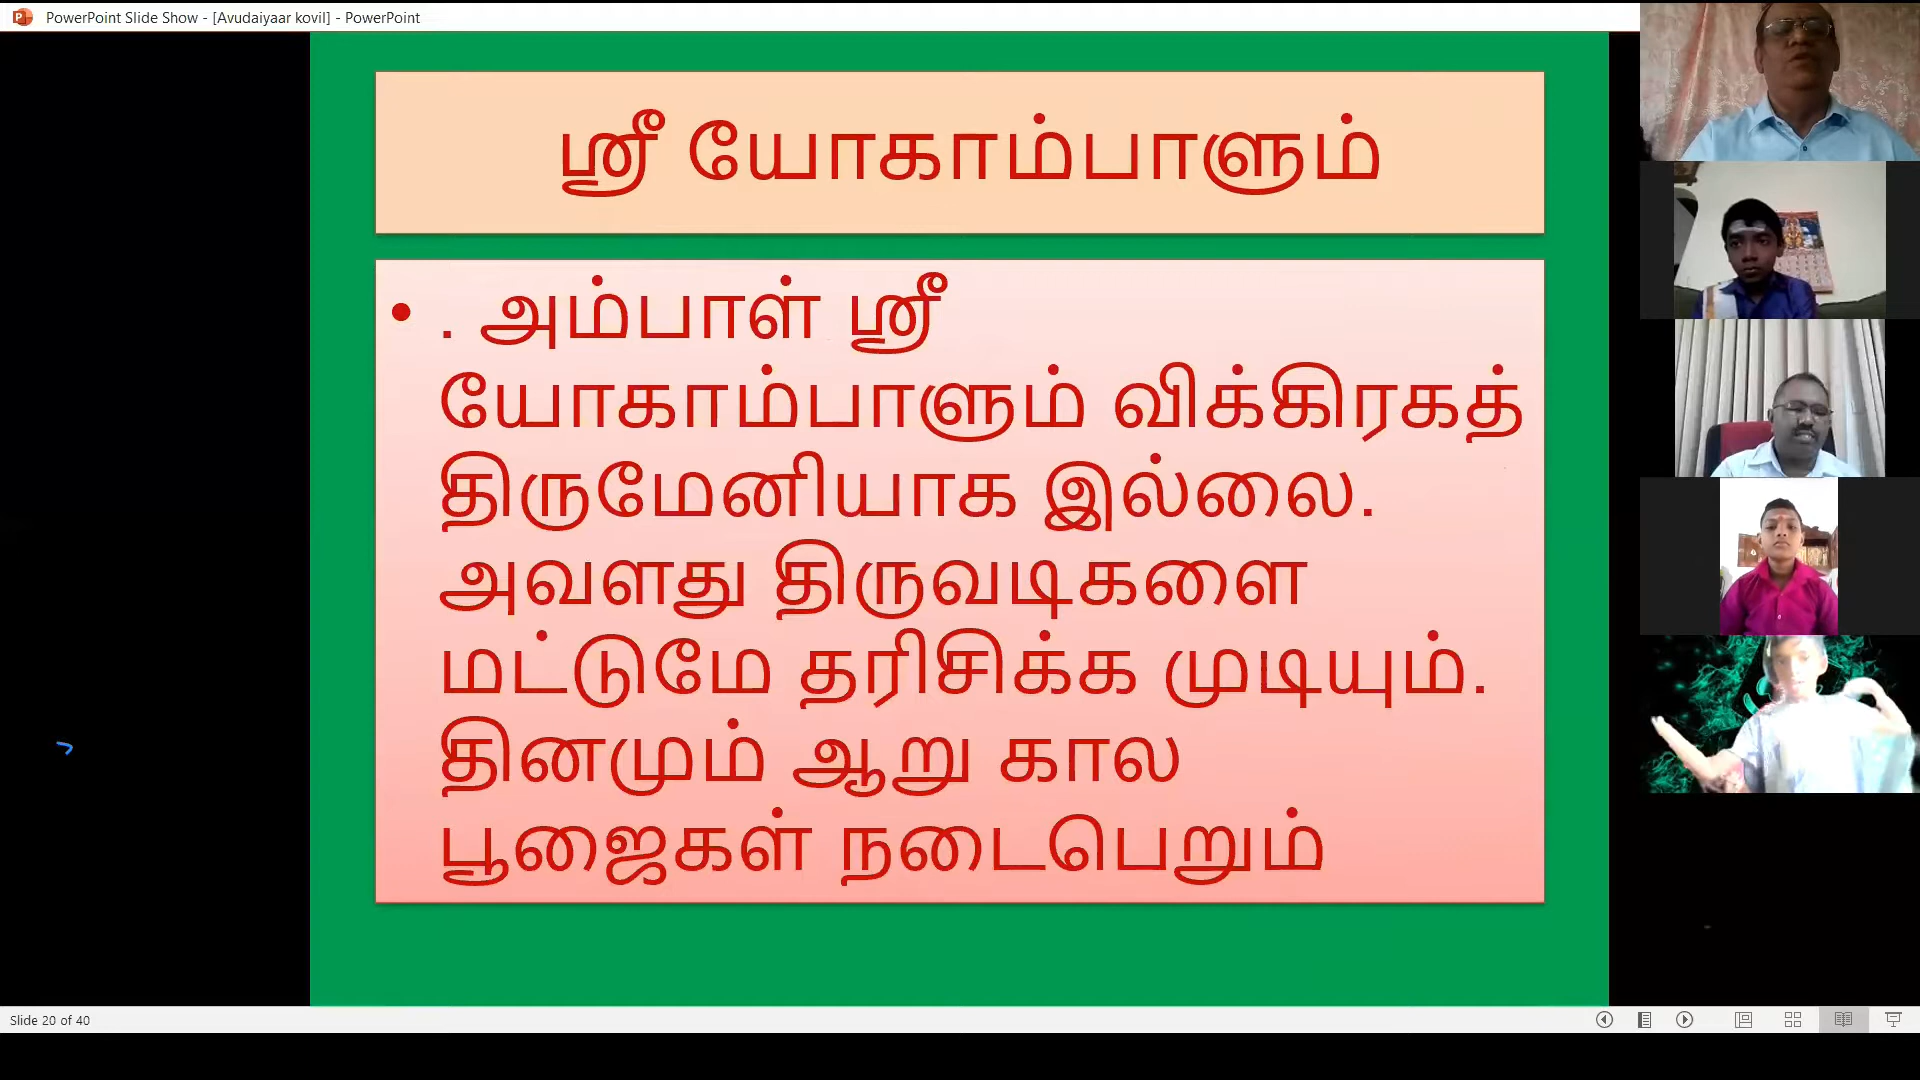 PowerPoint Slide Show - [Avudaiyaar kovil] - PowerPoint
ஸ்ரீ யோகாம்பாளும்
• . அம்பாள் ஸ்ரீ
யோகாம்பாளும் விக்கிரகத்
திருமேனியாக இல்லை.
அவளது திருவடிகளை
மட்டுமே தரிசிக்க முடியும்.
தினமும் ஆறு கால
பூஜைகள் நடைபெறும்
Slide 20 of 40